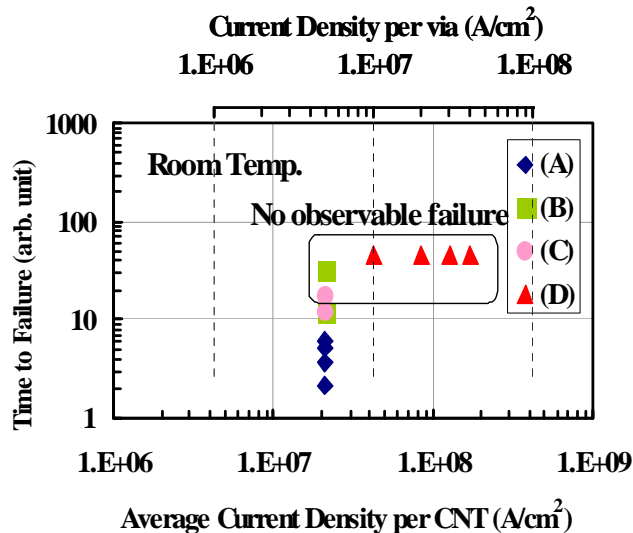 Current Density per via (A/cm²)
1.E+06 1.E+07 1.E+08
1000
100
10
1
Time to Failure (arb. unit)
Room Temp.
No observable failure
(A)
(B)
(C)
(D)
1.E+06 1.E+07 1.E+08 1.E+09
Average Current Density per CNT (A/cm²)